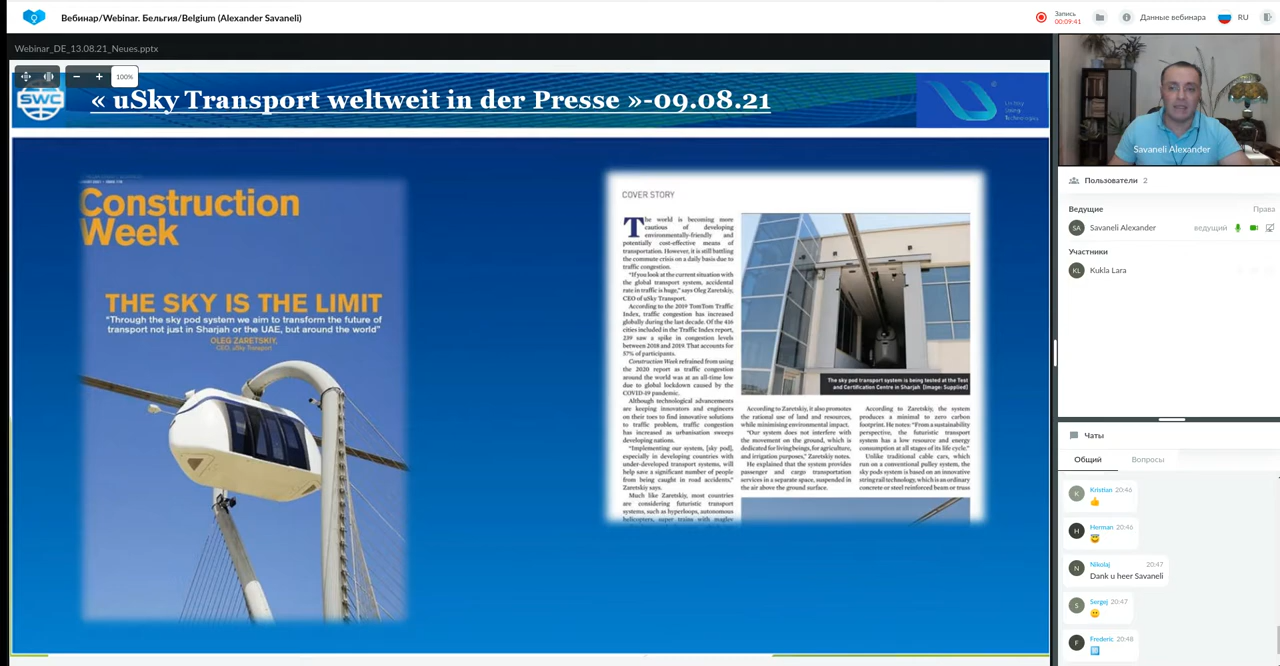 Вебинар/Webinar. Бельгия/Belgium (Alexander Savaneli)
Запись
00:09:41
Данные вебинара
RU
Webinar_DE_13.08.21_Neues.pptx
100%
SWC
« uSky Transport weltweit in der Presse »-09.08.21
Construction
Week
THE SKY IS THE LIMIT
“Through the sky pod system we aim to transform the future of
transport not just in Sharjah or the UAE, but around the world”
OLEG ZARETSKIY,
CEO uSky Transport
COVER STORY
The world is becoming more
cautious of developing
environmentally-friendly and
potentially cost-effective means of
transportation. However, it is still battling
the commute crisis on a daily basis due to
traffic congestion.
“If you look at the current situation with
the global transport system, accidental
rate in traffic is huge,” says Oleg Zaretskiy,
CEO of uSky Transport.
According to the 2019 TomTom Traffic
Index, traffic congestion has increased
globally during the last decade. Of the 416
cities included in the Traffic Index report,
239 saw a spike in congestion levels
between 2018 and 2019. That accounts for
57% of participants.
Construction Week refrained from using
the 2020 report as traffic congestion
around the world was at an all-time low
due to global lockdown caused by the
COVID-19 pandemic.
Although technological advancements
are keeping innovators and engineers
on their toes to find innovative solutions
to traffic problem, traffic congestion
has increased as urbanisation sweeps
developing nations.
“Implementing our system, [sky pod],
especially in developing countries with
under-developed transport systems, will
help save a significant number of people
from being caught in road accidents,”
Zaretskiy says.
Much like Zaretskiy, most countries
are considering futuristic transport
systems, such as hyperloops, autonomous
helicopters, super trains with maglev
The sky pod transport system is being tested at the Test
and Certification Centre in Sharjah [Image: Supplied]
According to Zaretskiy, it also promotes
the rational use of land and resources,
while minimising environmental impact.
“Our system does not interfere with
the movement on the ground, which is
dedicated for living beings, for agriculture,
and irrigation purposes,” Zaretskiy notes.
He explained that the system provides
passenger and cargo transportation
services in a separate space, suspended in
the air above the ground surface.
According to Zaretskiy, the system
produces a minimal to zero carbon
footprint. He notes: “From a sustainability
perspective, the futuristic transport
system has a low resource and energy
consumption at all stages of its life cycle.”
Unlike traditional cable cars, which
run on a conventional pulley system, the
sky pods system is based on an innovative
string rail technology, which is an ordinary
concrete or steel reinforced beam or truss
Savaneli Alexander
Пользователи 2
Ведущие Права
SA Savaneli Alexander ведущий
Участники
KL Kukla Lara
Чаты
Общий Вопросы
K Kristian 20:46
H Herman 20:46
N Nikolaj 20:47
Dank u heer Savaneli
S Sergej 20:47
F Frederic 20:48